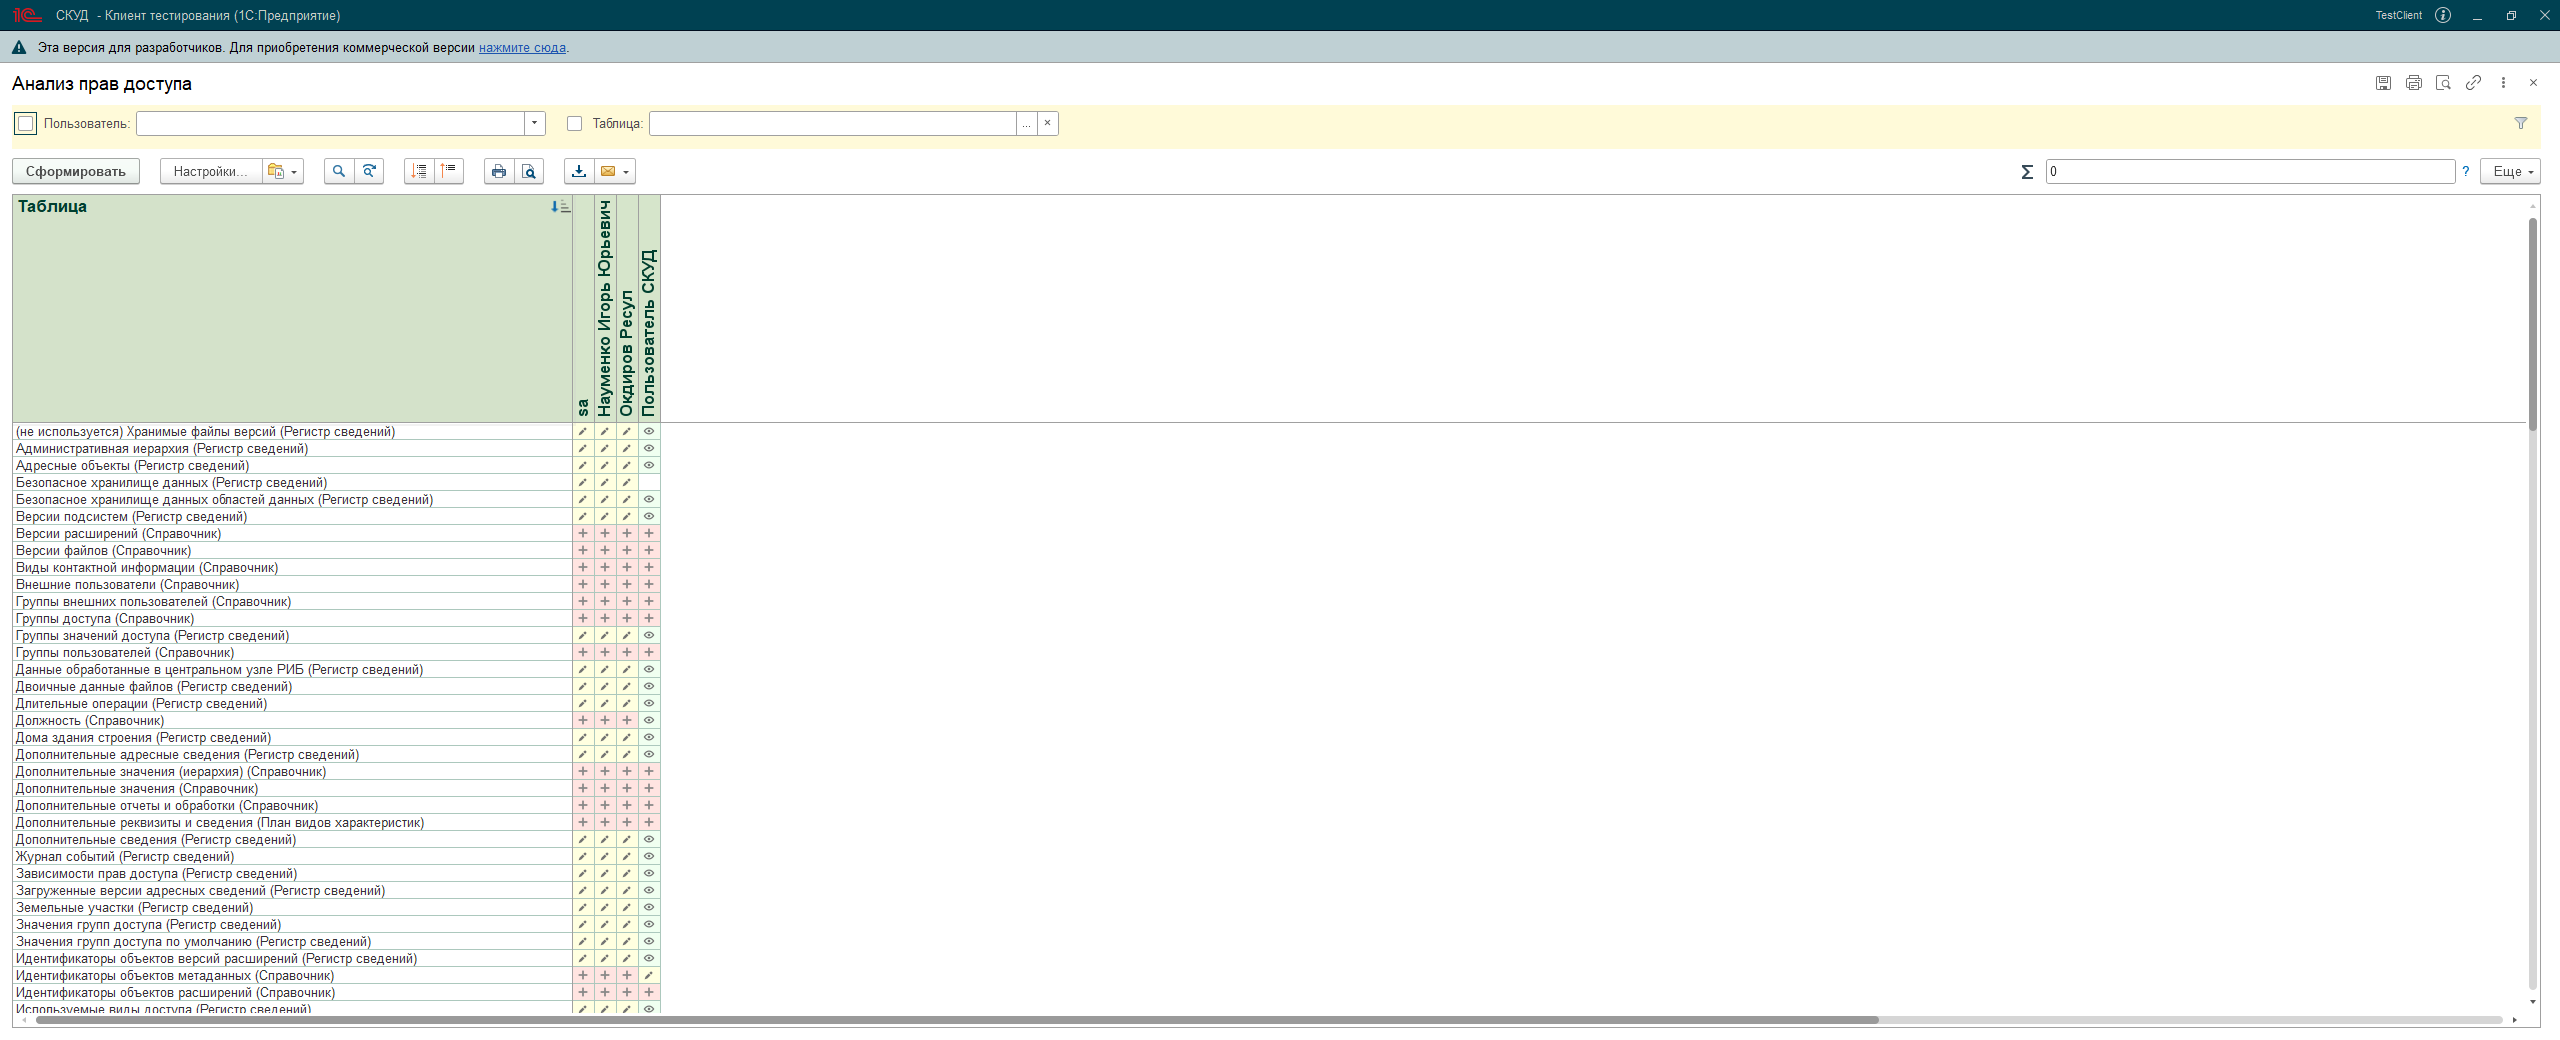 СКУД - Клиент тестирования (1С:Предприятие)
TestClient
Эта версия для разработчиков. Для приобретения коммерческой версии нажмите сюда.
Анализ прав доступа
Пользователь:
Таблица:
Сформировать
Настройки...
Σ
0
?
Еще
Таблица
sa
Науменко Игорь Юрьевич
Окдиров Ресул
Пользователь СКУД
(не используется) Хранимые файлы версий (Регистр сведений)
Административная иерархия (Регистр сведений)
Адресные объекты (Регистр сведений)
Безопасное хранилище данных (Регистр сведений)
Безопасное хранилище данных областей данных (Регистр сведений)
Версии подсистем (Регистр сведений)
Версии расширений (Справочник)
Версии файлов (Справочник)
Виды контактной информации (Справочник)
Внешние пользователи (Справочник)
Группы внешних пользователей (Справочник)
Группы доступа (Справочник)
Группы значений доступа (Регистр сведений)
Группы пользователей (Справочник)
Данные обработанные в центральном узле РИБ (Регистр сведений)
Двоичные данные файлов (Регистр сведений)
Длительные операции (Регистр сведений)
Должность (Справочник)
Дома здания строения (Регистр сведений)
Дополнительные адресные сведения (Регистр сведений)
Дополнительные значения (иерархия) (Справочник)
Дополнительные значения (Справочник)
Дополнительные отчеты и обработки (Справочник)
Дополнительные реквизиты и сведения (План видов характеристик)
Дополнительные сведения (Регистр сведений)
Журнал событий (Регистр сведений)
Зависимости прав доступа (Регистр сведений)
Загруженные версии адресных сведений (Регистр сведений)
Земельные участки (Регистр сведений)
Значения групп доступа (Регистр сведений)
Значения групп доступа по умолчанию (Регистр сведений)
Идентификаторы объектов версий расширений (Регистр сведений)
Идентификаторы объектов метаданных (Справочник)
Идентификаторы объектов расширений (Справочник)
Используемые виды доступа (Регистр сведений)